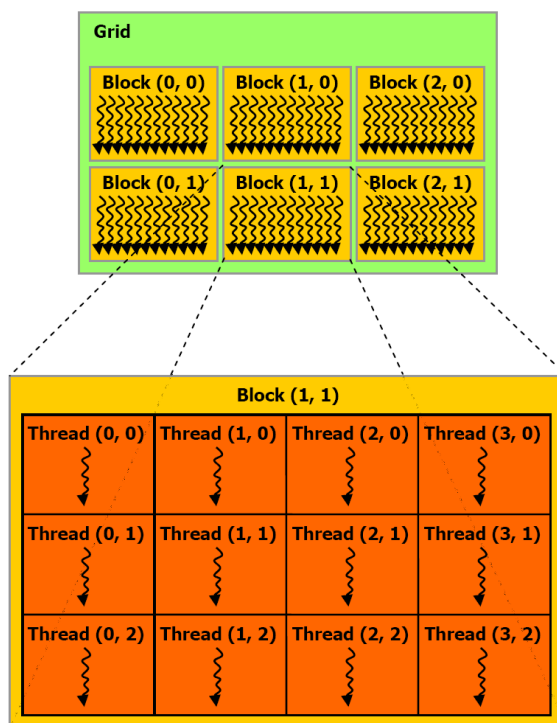 Grid
Block (0, 0) Block (1, 0) Block (2, 0)
Block (0, 1) Block (1, 1) Block (2, 1)
Block (1, 1)
Thread (0, 0) Thread (1, 0) Thread (2, 0) Thread (3, 0)
Thread (0, 1) Thread (1, 1) Thread (2, 1) Thread (3, 1)
Thread (0, 2) Thread (1, 2) Thread (2, 2) Thread (3, 2)